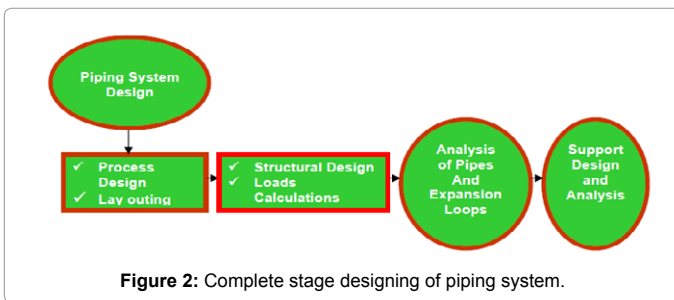 Piping System
Design
✓ Process
Design
✓ Lay outing
✓ Structural Design
✓ Loads
Calculations
Analysis
of Pipes
And
Expansion
Loops
Support
Design
and
Analysis
Figure 2: Complete stage designing of piping system.